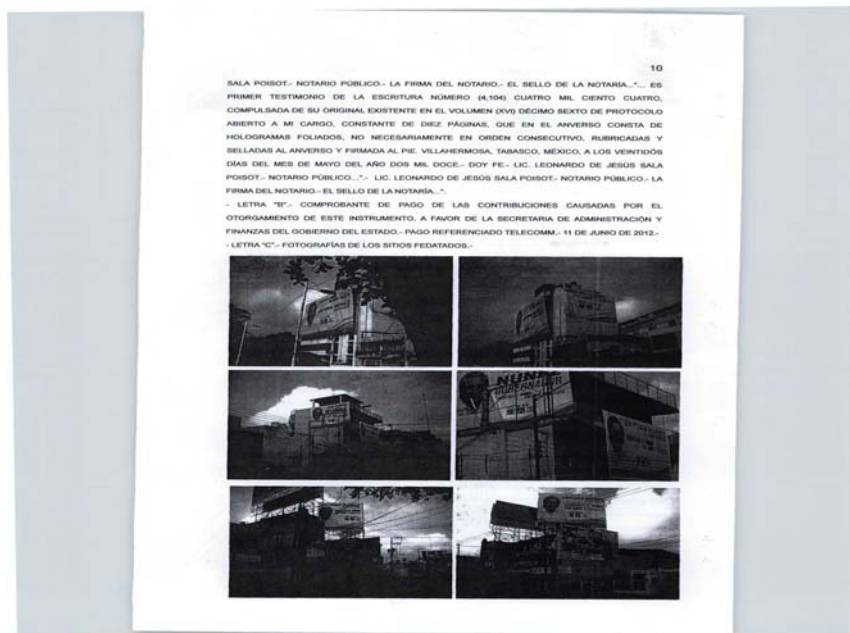 10
SALA POISOT.- NOTARIO PÚBLICO.- LA FIRMA DEL NOTARIO.- EL SELLO DE LA NOTARÍA..."... ES
PRIMER TESTIMONIO DE LA ESCRITURA NÚMERO (4,104) CUATRO MIL CIENTO CUATRO,
COMPULSADA DE SU ORIGINAL EXISTENTE EN EL VOLUMEN (XVI) DÉCIMO SEXTO DE PROTOCOLO
ABIERTO A MI CARGO, CONSTANTE DE DIEZ PÁGINAS, QUE EN EL ANVERSO CONSTA DE
HOLOGRAMAS FOLIADOS, NO NECESARIAMENTE EN ORDEN CONSECUTIVO, RUBRICADAS Y
SELLADAS AL ANVERSO Y FIRMADA AL PIE. VILLAHERMOSA, TABASCO, MÉXICO, A LOS VEINTIDÓS
DÍAS DEL MES DE MAYO DEL AÑO DOS MIL DOCE.- DOY FE.- LIC. LEONARDO DE JESÚS SALA
POISOT.- NOTARIO PÚBLICO...".- LIC. LEONARDO DE JESÚS SALA POISOT.- NOTARIO PÚBLICO.- LA
FIRMA DEL NOTARIO.- EL SELLO DE LA NOTARÍA...".
- LETRA "B".- COMPROBANTE DE PAGO DE LAS CONTRIBUCIONES CAUSADAS POR EL
OTORGAMIENTO DE ESTE INSTRUMENTO, A FAVOR DE LA SECRETARIA DE ADMINISTRACIÓN Y
FINANZAS DEL GOBIERNO DEL ESTADO.- PAGO REFERENCIADO TELECOMM.- 11 DE JUNIO DE 2012.-
- LETRA "C".- FOTOGRAFÍAS DE LOS SITIOS FEDATADOS.-
NUÑEZ
GOBERNADOR